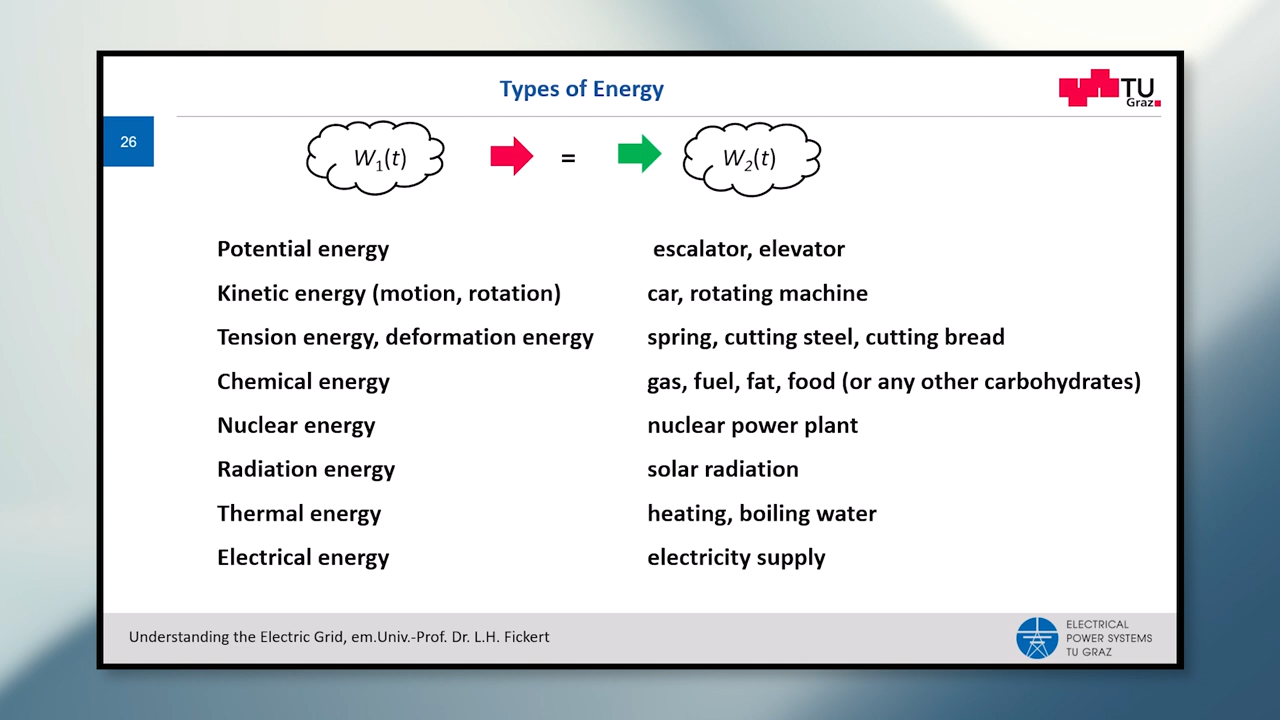 Types of Energy
TU
Graz
26
W1(t) = W2(t)
Potential energy escalator, elevator
Kinetic energy (motion, rotation) car, rotating machine
Tension energy, deformation energy spring, cutting steel, cutting bread
Chemical energy gas, fuel, fat, food (or any other carbohydrates)
Nuclear energy nuclear power plant
Radiation energy solar radiation
Thermal energy heating, boiling water
Electrical energy electricity supply
Understanding the Electric Grid, em.Univ.-Prof. Dr. L.H. Fickert
ELECTRICAL
POWER SYSTEMS
TU GRAZ